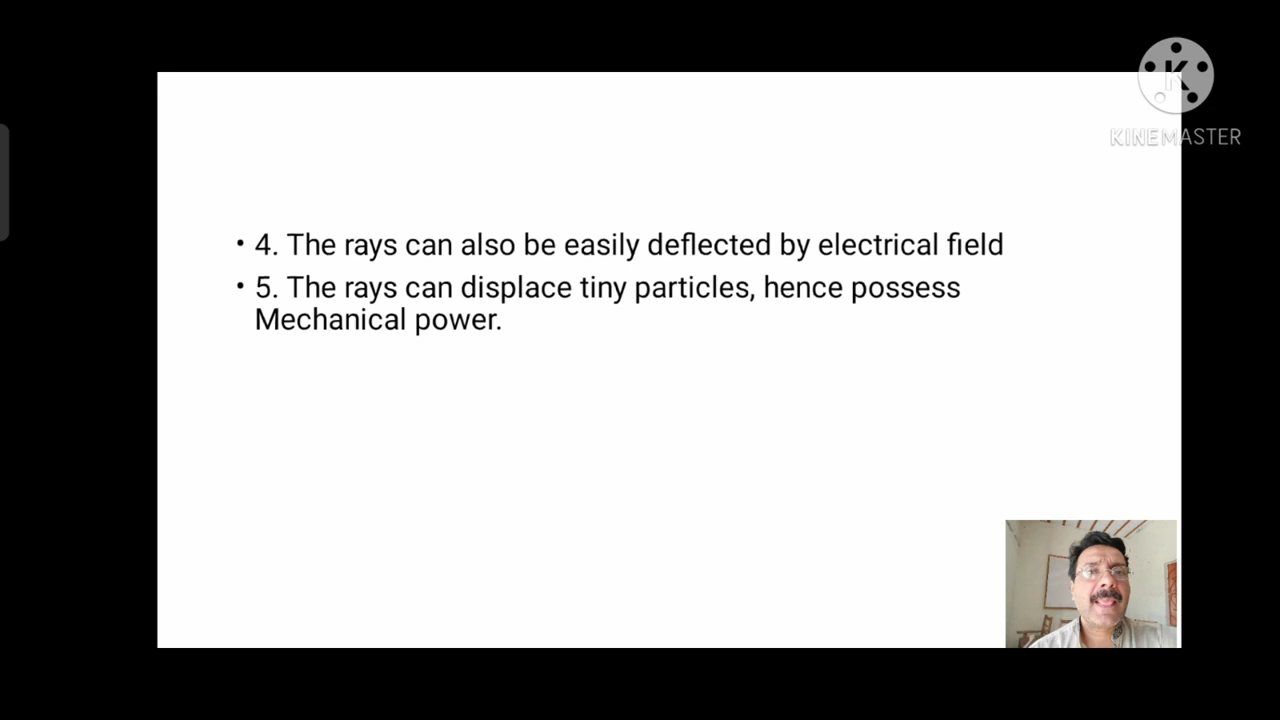 K
KINEMASTER
• 4. The rays can also be easily deflected by electrical field
• 5. The rays can displace tiny particles, hence possess
Mechanical power.